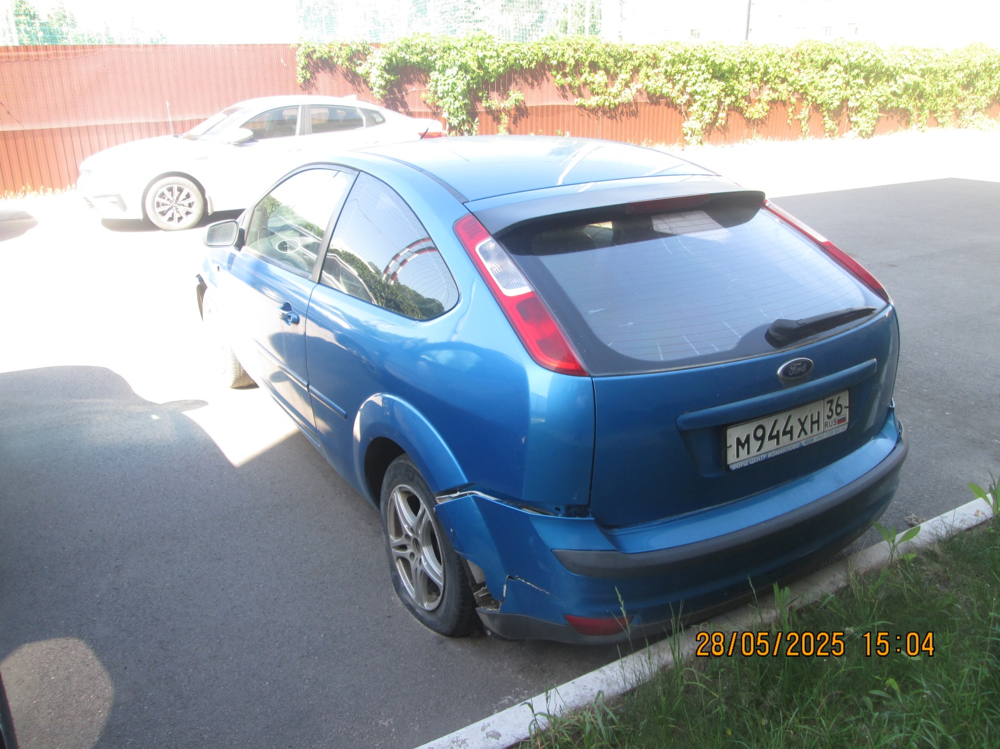 Ford
М944ХН 36
RUS
ФОРД ЦЕНТР ИЗМАЙЛОВО
28/05/2025 15:04